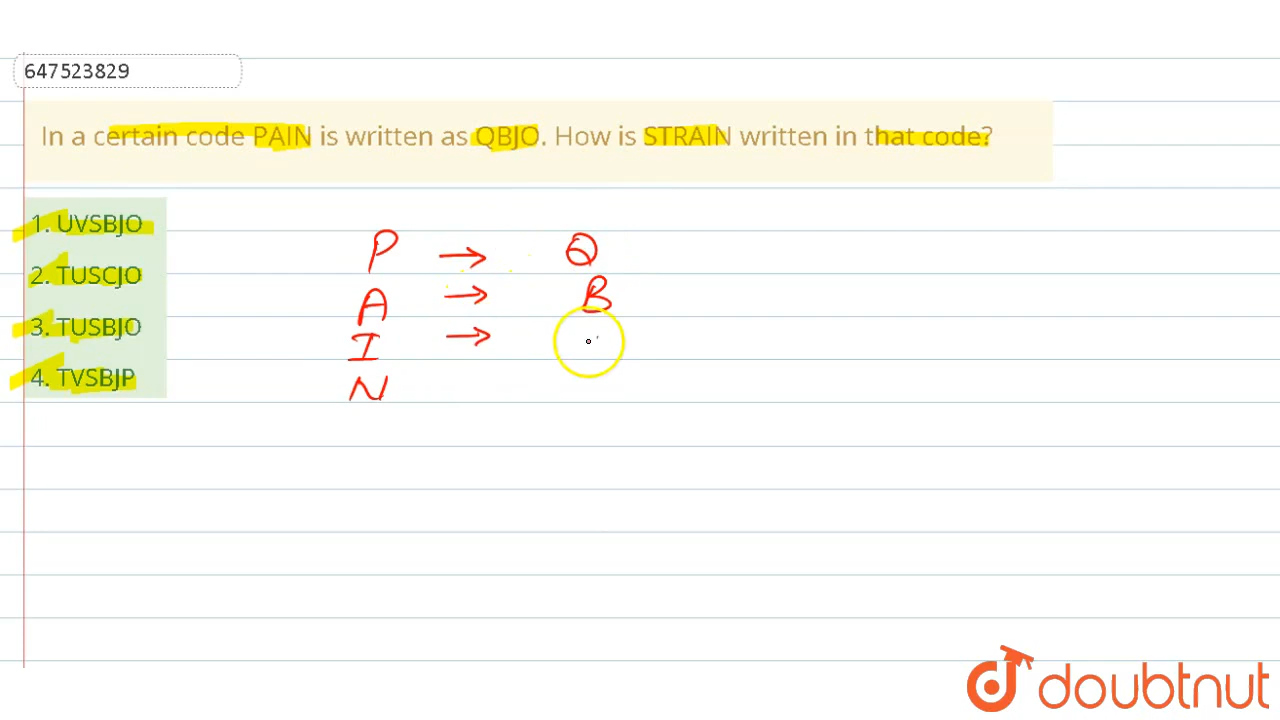 647523829
In a certain code PAIN is written as QBJO. How is STRAIN written in that code?
1. UVSBJO
2. TUSCJO
3. TUSBJO
4. TVSBJP
P → Q
A → B
I →
N
doubtnut